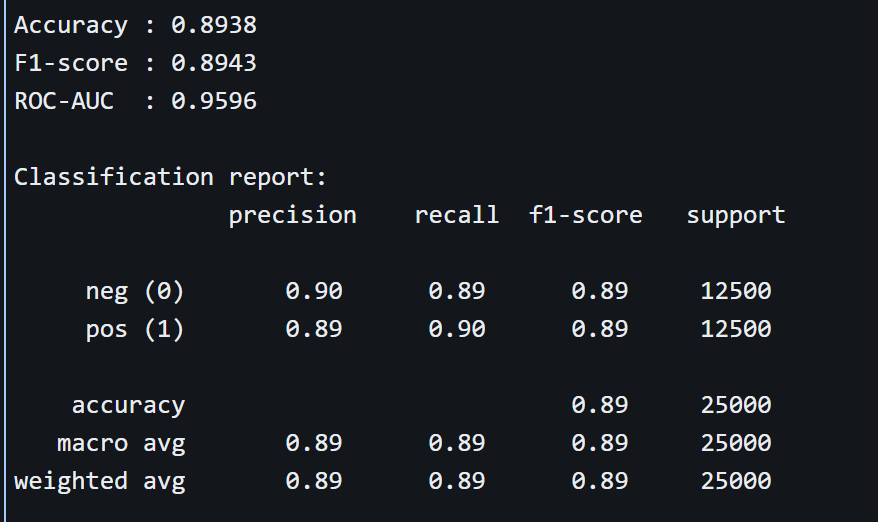 Accuracy : 0.8938
F1-score : 0.8943
ROC-AUC  : 0.9596
Classification report:
precision    recall  f1-score   support
neg (0)       0.90      0.89      0.89     12500
pos (1)       0.89      0.90      0.89     12500
accuracy                           0.89     25000
macro avg       0.89      0.89      0.89     25000
weighted avg       0.89      0.89      0.89     25000